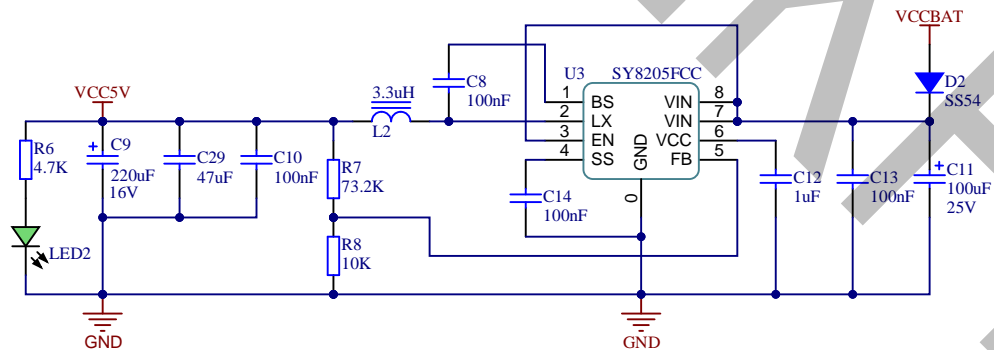 VCCBAT
VCC5V
R6
4.7K
C9
220uF
16V
C29
47uF
C10
100nF
R7
73.2K
3.3uH
L2
C8
100nF
U3
SY8205FCC
1
BS
2
LX
3
EN
4
SS
GND
0
VIN
8
VIN
7
VCC
6
FB
5
D2
SS54
C14
100nF
C12
1uF
C13
100nF
C11
100uF
25V
LED2
R8
10K
GND
GND